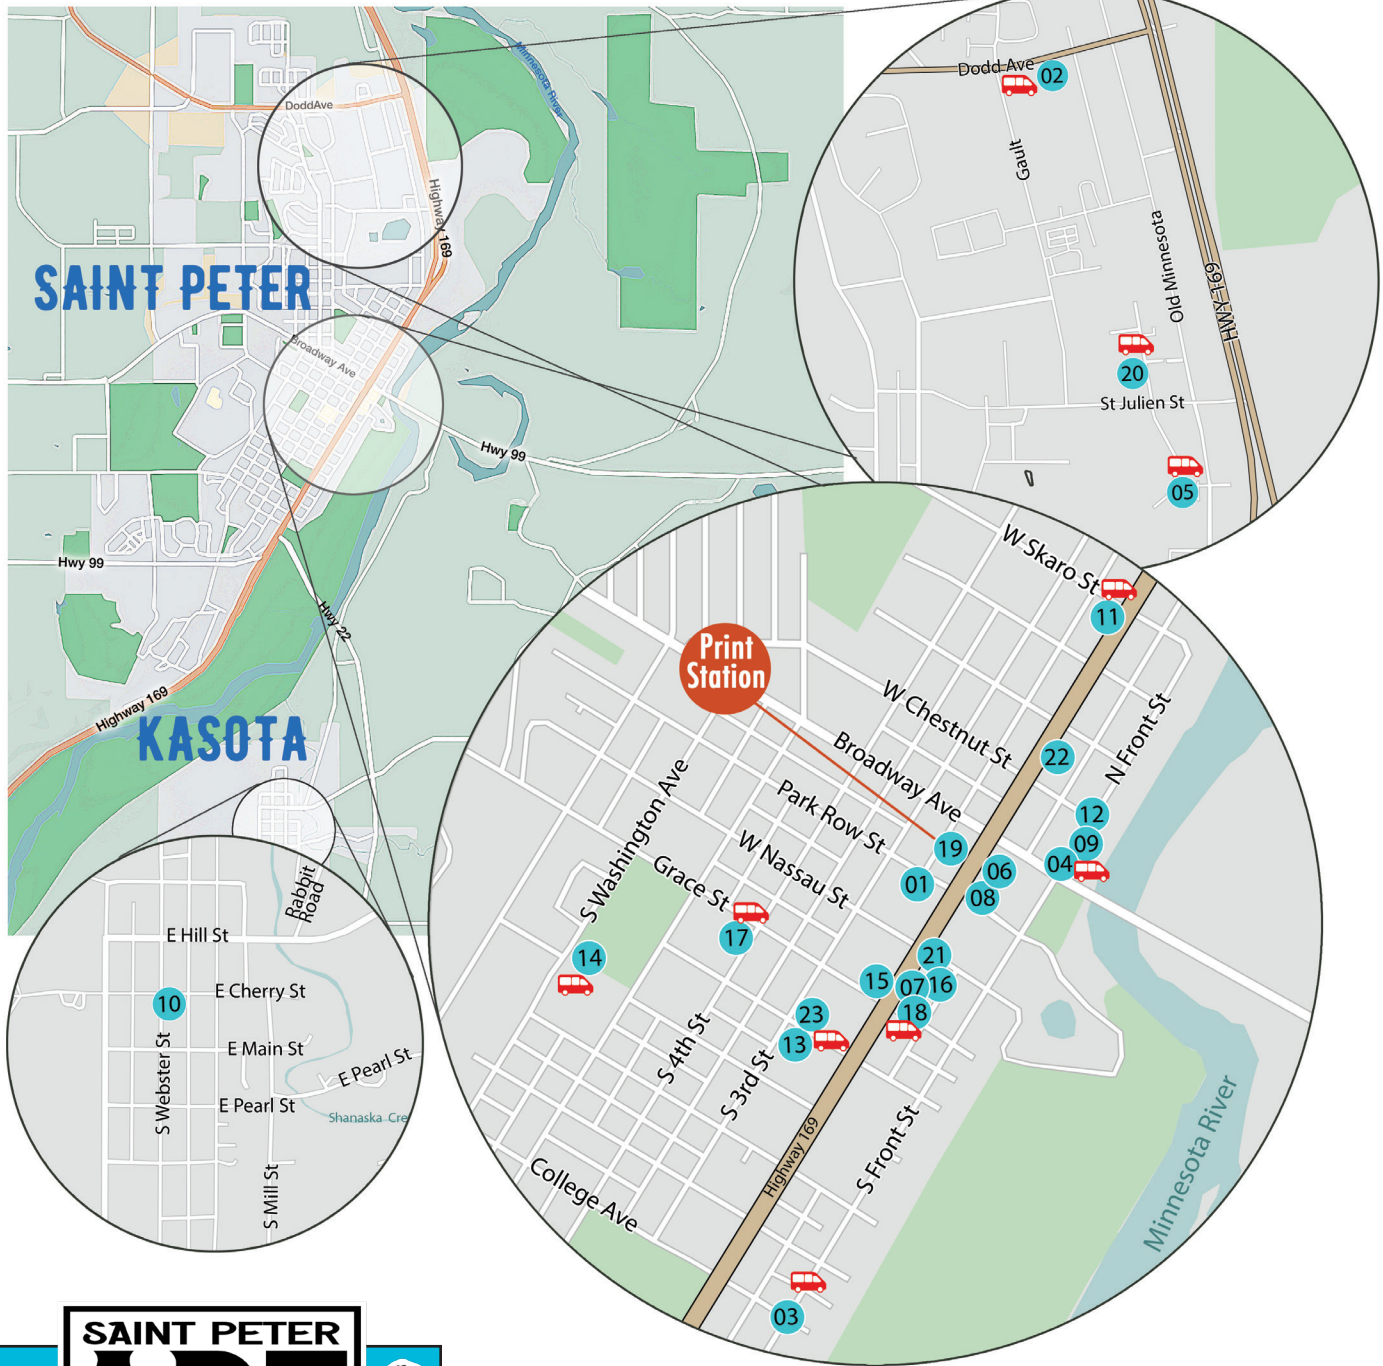 DoddAve
Minnesota River
Highway 169
SAINT PETER
Broadway Ave
Hwy 99
Hwy 99
Hwy 22
Highway 169
KASOTA
Dodd Ave
02
Gault
Old Minnesota
HWY 169
20
St Julien St
05
W Skaro St
11
Print
Station
W Chestnut St
22
N Front St
Broadway Ave
12
Park Row St
09
19
04
S Washington Ave
W Nassau St
06
01
Grace St
08
17
21
14
15
07
16
18
23
13
S 4th St
S 3rd St
Highway 169
S Front St
College Ave
Minnesota River
03
Rabbit
Road
E Hill St
E Cherry St
10
E Main St
S Webster St
E Pearl St
E Pearl St
Shanaska Cre
S Mill St
SAINT PETER